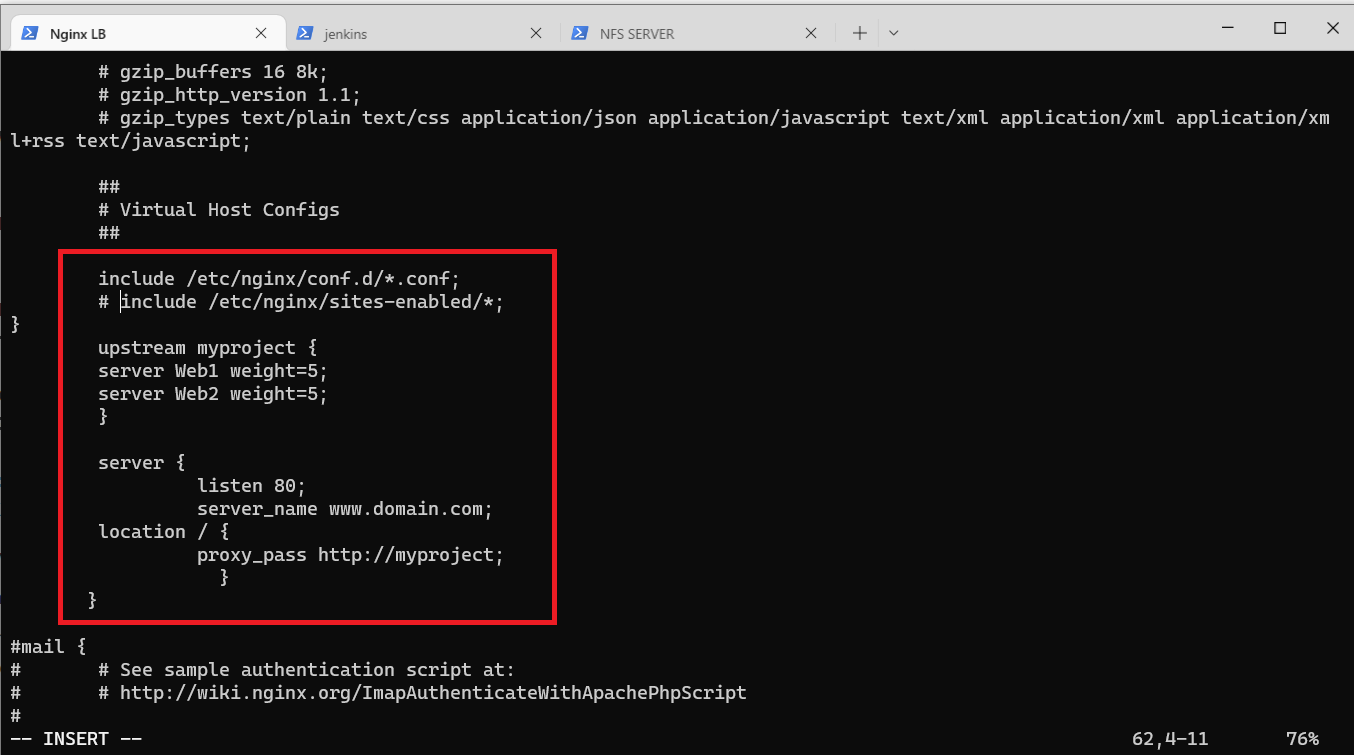 Nginx LB jenkins NFS SERVER
# gzip_buffers 16 8k;
# gzip_http_version 1.1;
# gzip_types text/plain text/css application/json application/javascript text/xml application/xml application/xm
l+rss text/javascript;
##
# Virtual Host Configs
##
include /etc/nginx/conf.d/*.conf;
# include /etc/nginx/sites-enabled/*;
}
upstream myproject {
server Web1 weight=5;
server Web2 weight=5;
}
server {
listen 80;
server_name www.domain.com;
location / {
proxy_pass http://myproject;
}
}
#mail {
# # See sample authentication script at:
# # http://wiki.nginx.org/ImapAuthenticateWithApachePhpScript
#
-- INSERT -- 62,4-11 76%